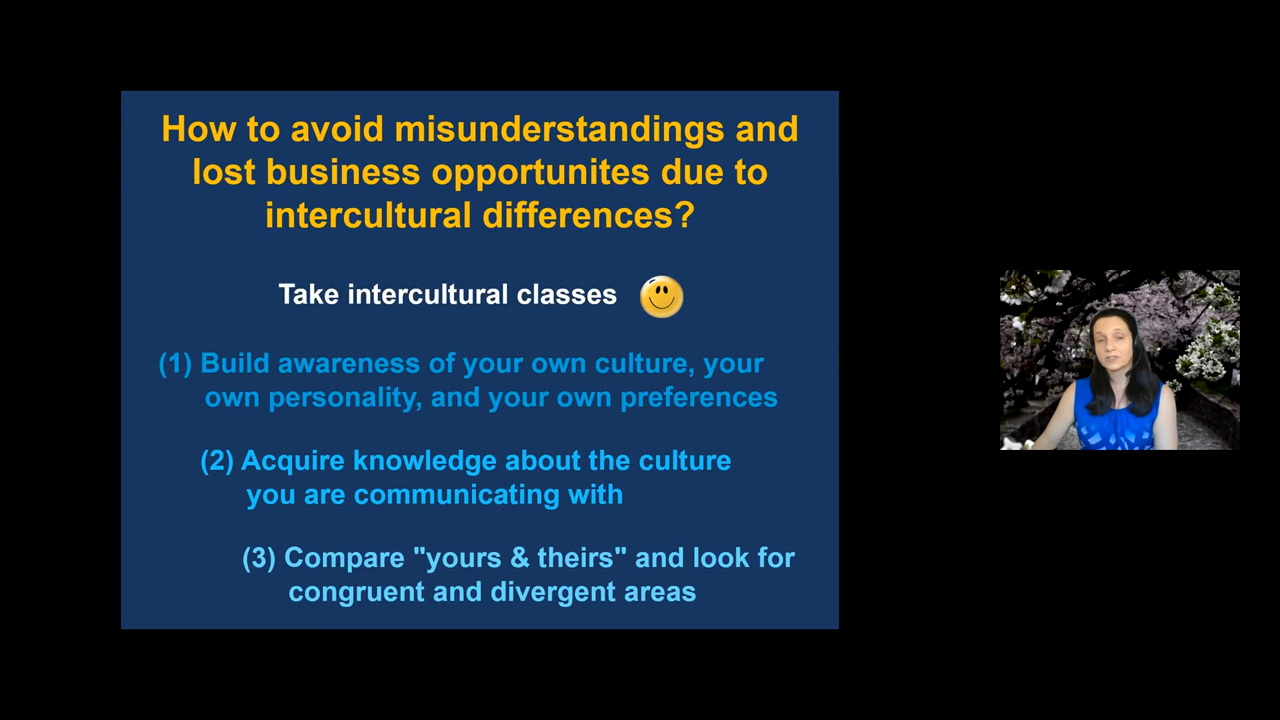 How to avoid misunderstandings and
lost business opportunites due to
intercultural differences?
Take intercultural classes
(1) Build awareness of your own culture, your
own personality, and your own preferences
(2) Acquire knowledge about the culture
you are communicating with
(3) Compare "yours & theirs" and look for
congruent and divergent areas